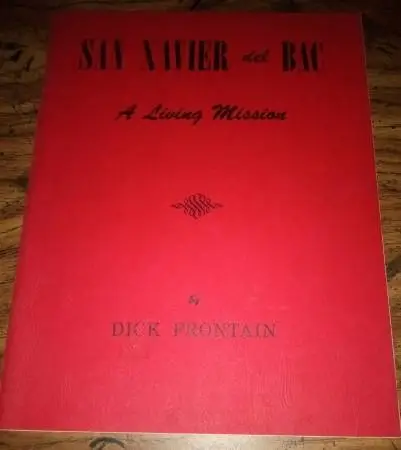 SAN XAVIER del BAC
A Living Mission
by
DICK FRONTAIN